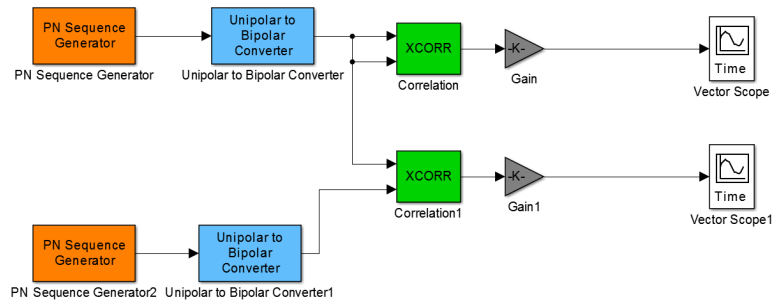 PN Sequence
Generator
PN Sequence Generator
Unipolar to
Bipolar
Converter
Unipolar to Bipolar Converter
XCORR
Correlation
-K-
Gain
Time
Vector Scope
XCORR
Correlation1
-K-
Gain1
Time
Vector Scope1
PN Sequence
Generator
PN Sequence Generator2
Unipolar to
Bipolar
Converter
Unipolar to Bipolar Converter1